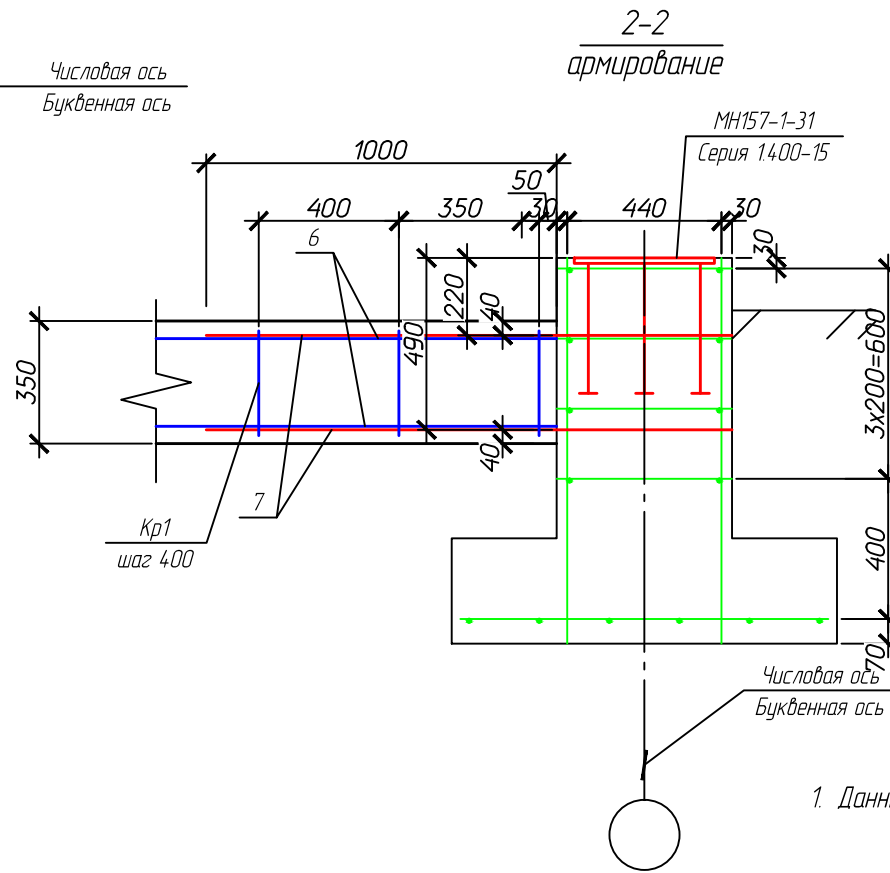 2-2
армирование
Числовая ось
Буквенная ось
МН157-1-31
Серия 1.400-15
1000
50
400
350
30
440
30
6
30
220
40
490
350
3х200=600
40
7
Кр1
шаг 400
400
70
Числовая ось
Буквенная ось
1. Данн